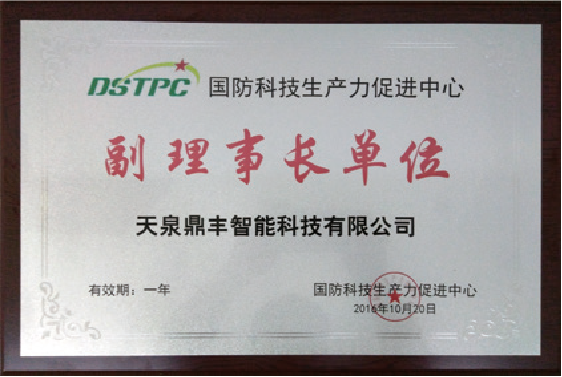 DSTPC 国防科技生产力促进中心
副理事长单位
天泉鼎丰智能科技有限公司
有效期：一年
国防科技生产力促进中心
2016年10月20日